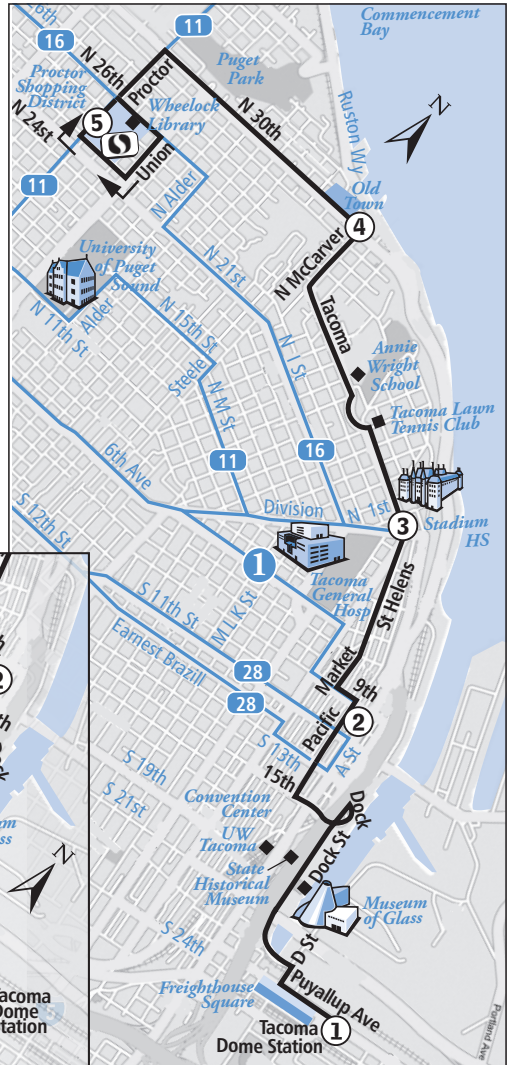 Commencement
Bay
26th
16
11
N 26th
Proctor
Puget
Park
Proctor
Shopping
District
5
Wheelock
Library
N 30th
Ruston Wy
N
N 24st
Union
11
N Alder
Old
Town
4
University
of Puget
Sound
N 21st
N McCarver
Alder
N 11th St
N 15th St
Tacoma
Steele
N I St
Annie
Wright
School
N M St
Tacoma Lawn
Tennis Club
11
16
6th Ave
Division
N 1st
3
Stadium
HS
S 12th St
1
Tacoma
General
Hosp
St Helens
S 11th St
M L K St
Earnest Brazill
Market
28
9th
28
Pacific
2
S 13th
A St
15th
S 19th
S 21st
Convention
Center
Dock
UW
Tacoma
State
Historical
Museum
Dock St
N
Museum
of Glass
S 24th
D St
Freighthouse
Square
Puyallup Ave
Tacoma
Dome Station
1
Portland Ave
acoma
Dome
tation